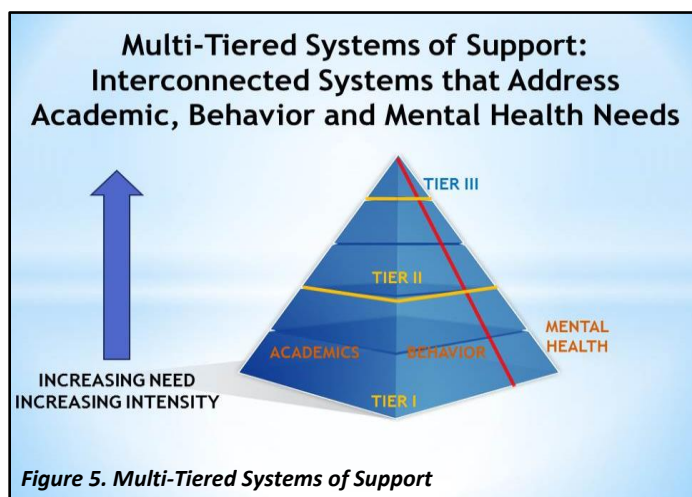 Multi-Tiered Systems of Support:
Interconnected Systems that Address
Academic, Behavior and Mental Health Needs
TIER III
TIER II
ACADEMICS
BEHAVIOR
MENTAL
HEALTH
TIER I
INCREASING NEED
INCREASING INTENSITY
Figure 5. Multi-Tiered Systems of Support